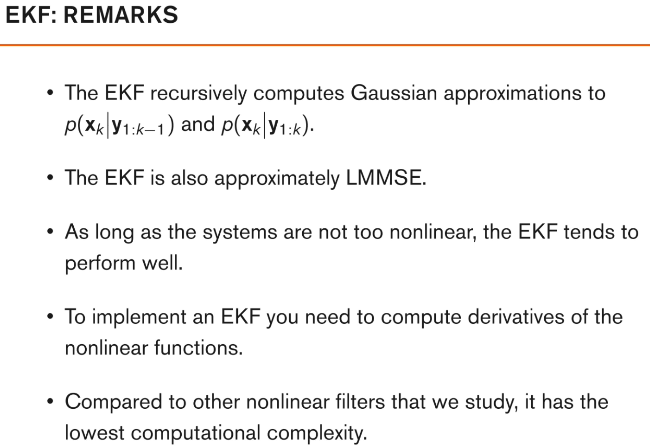 EKF: REMARKS
• The EKF recursively computes Gaussian approximations to
p(𝐱ₖ|𝐲₁:ₖ₋₁) and p(𝐱ₖ|𝐲₁:ₖ).
• The EKF is also approximately LMMSE.
• As long as the systems are not too nonlinear, the EKF tends to
perform well.
• To implement an EKF you need to compute derivatives of the
nonlinear functions.
• Compared to other nonlinear filters that we study, it has the
lowest computational complexity.